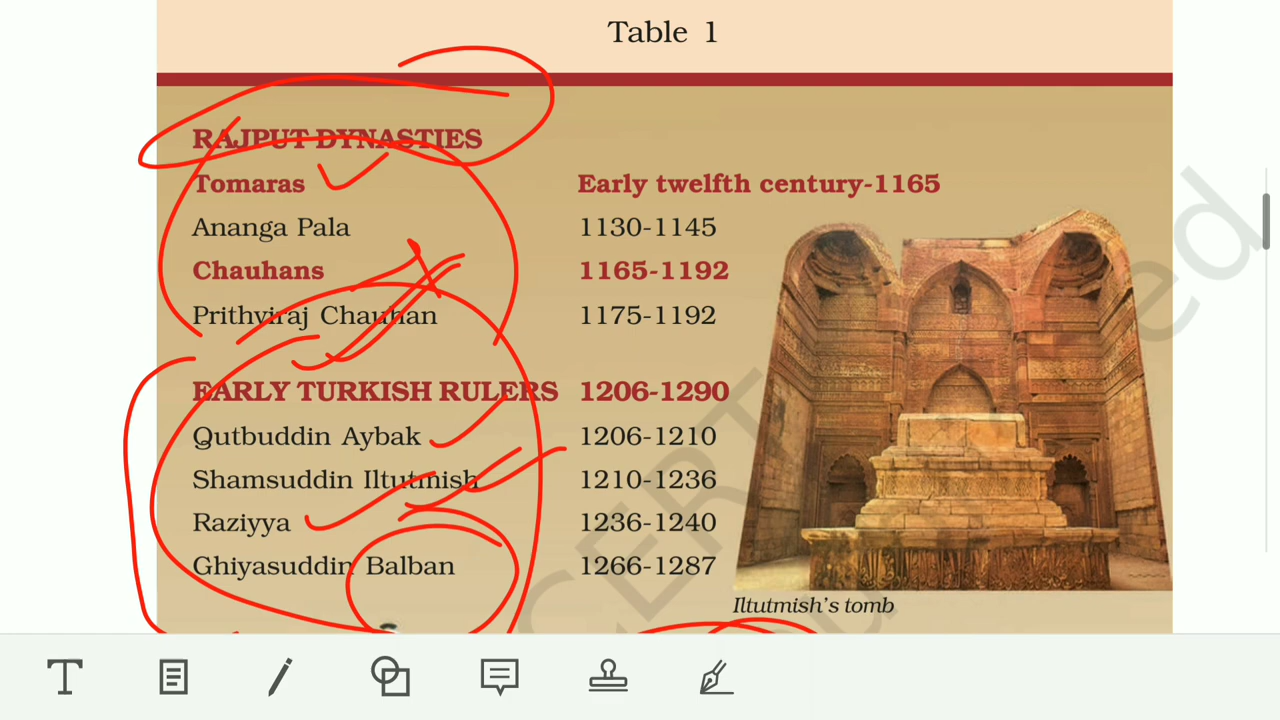 Table 1
RAJPUT DYNASTIES
Tomaras Early twelfth century-1165
Ananga Pala 1130-1145
Chauhans 1165-1192
Prithviraj Chauhan 1175-1192
EARLY TURKISH RULERS 1206-1290
Qutbuddin Aybak 1206-1210
Shamsuddin Iltutmish 1210-1236
Raziyya 1236-1240
Ghiyasuddin Balban 1266-1287
Iltutmish's tomb